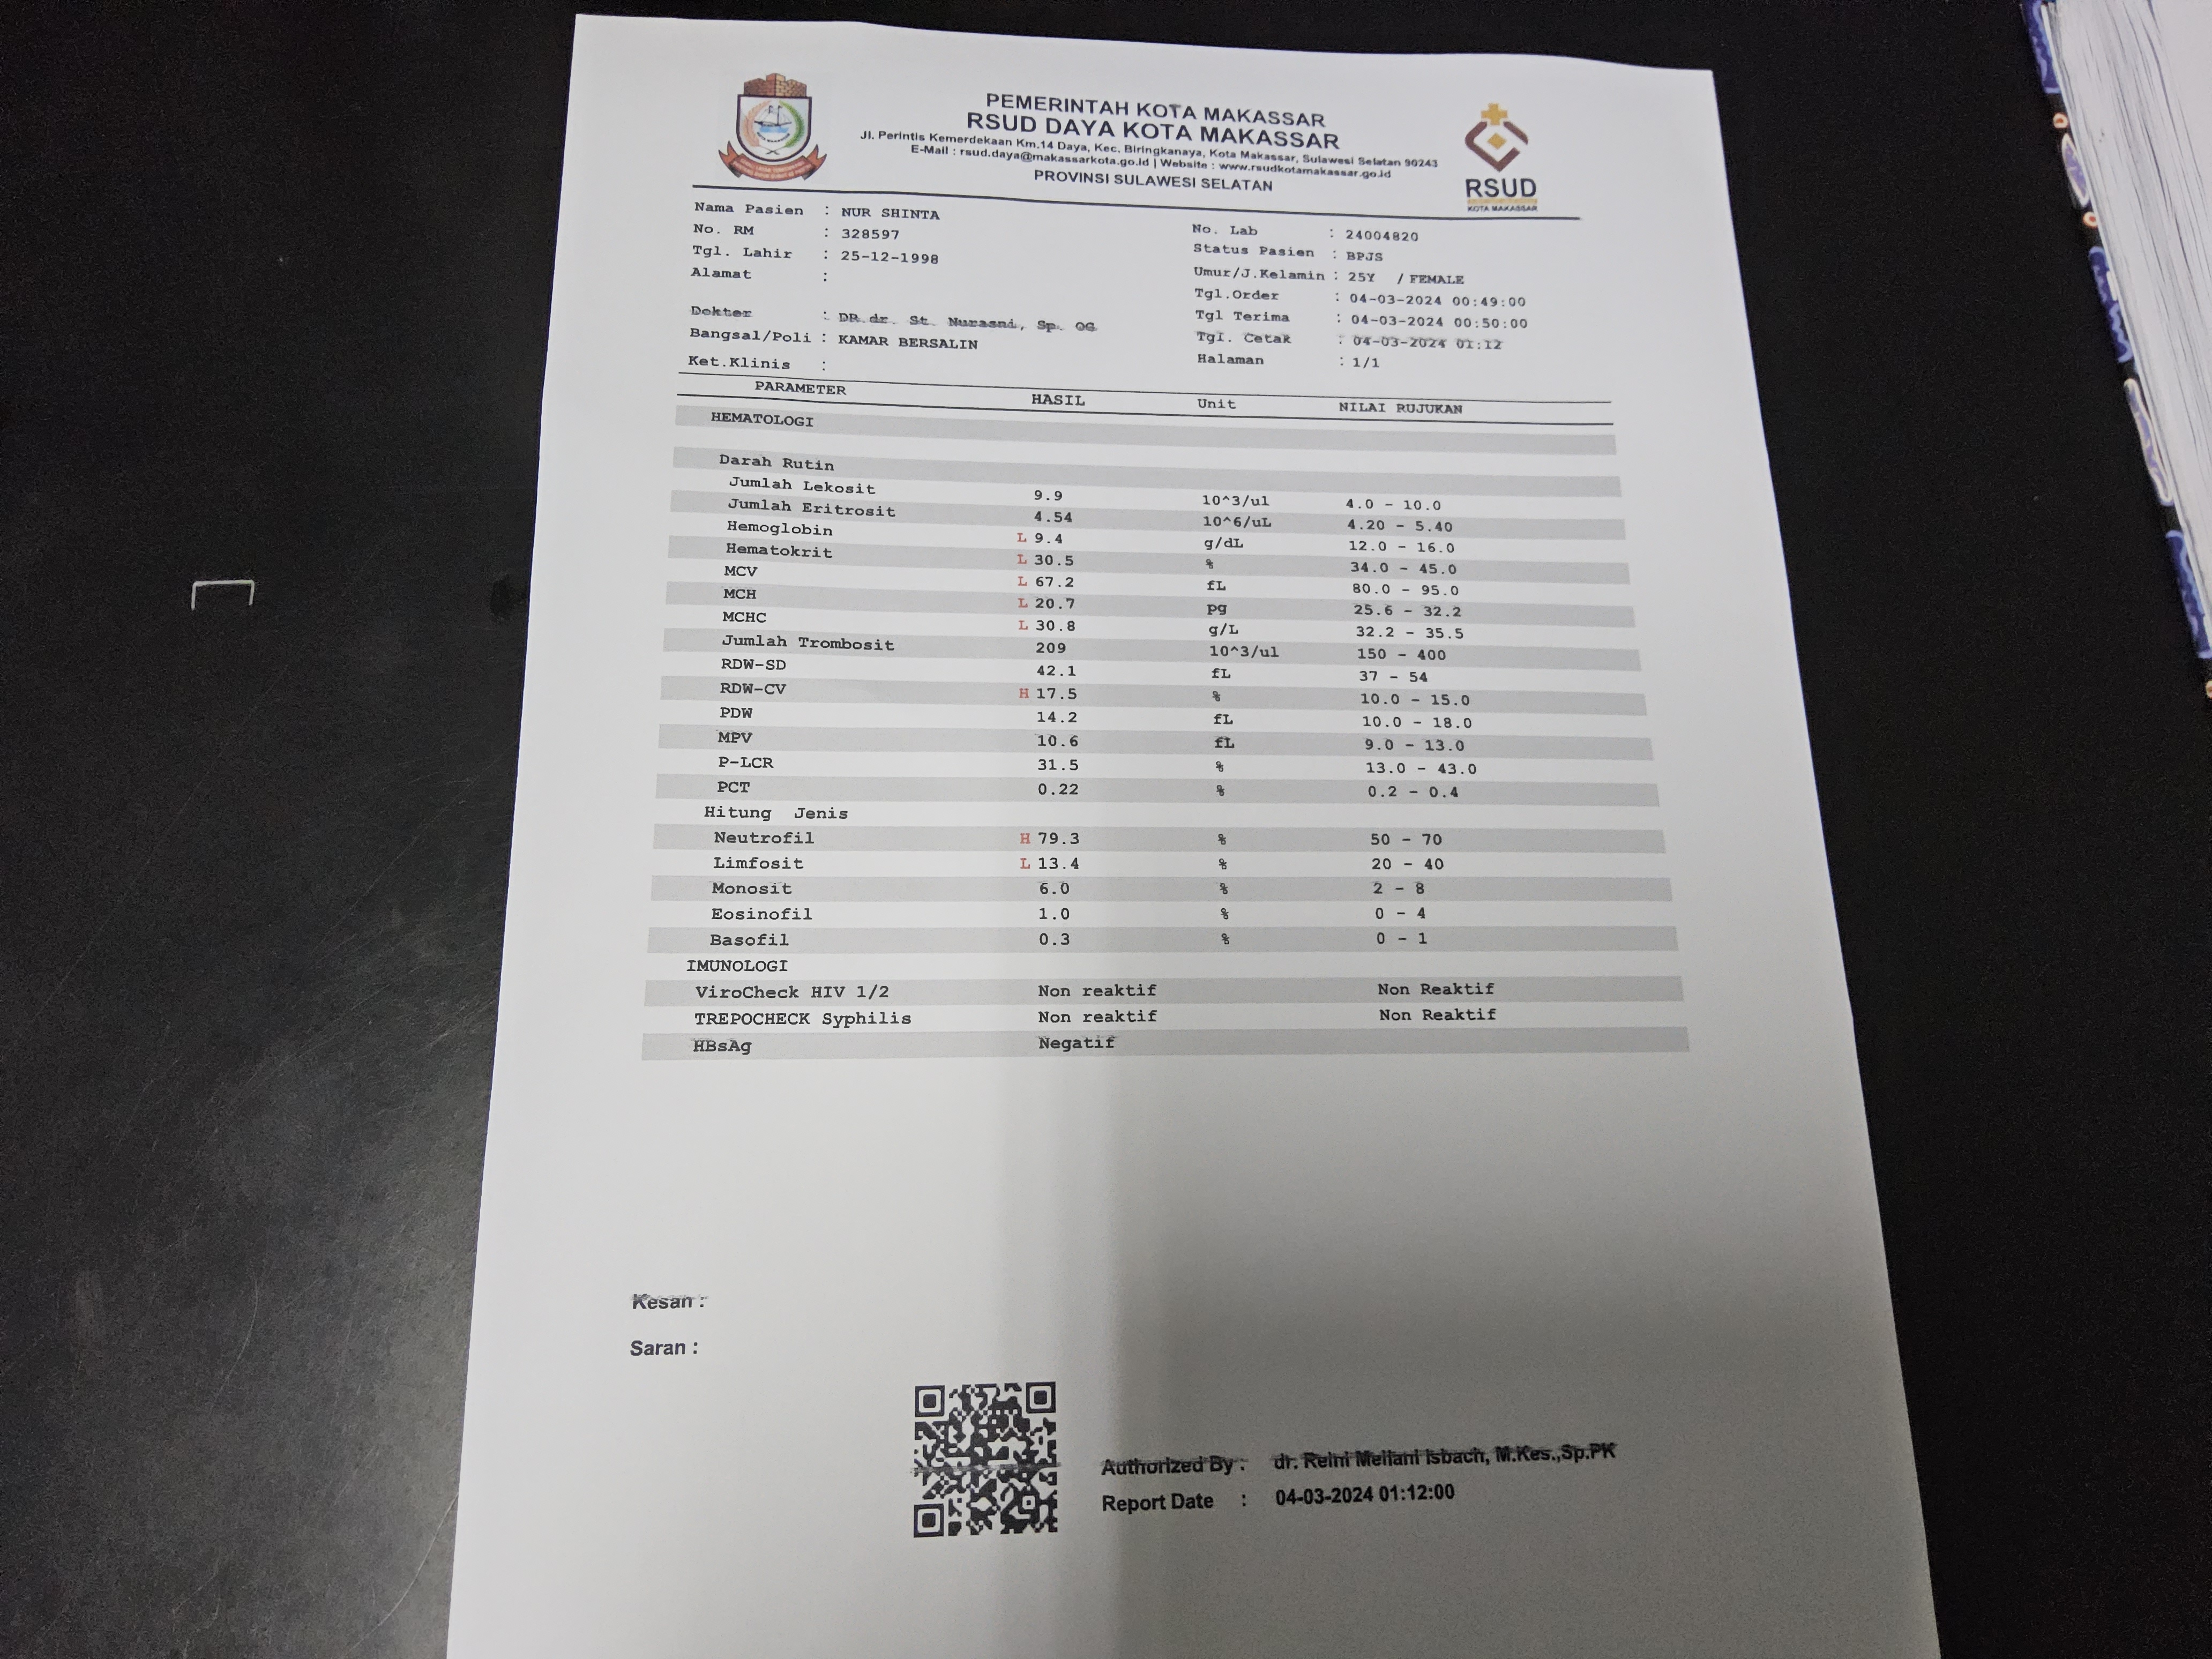 PEMERINTAH KOTA MAKASSAR
RSUD DAYA KOTA MAKASSAR
Jl. Perintis Kemerdekaan Km.14 Daya, Kec. Biringkanaya, Kota Makassar, Sulawesi Selatan 90243
E-Mail : rsud.daya@makassarkota.go.id | Website : www.rsudkotamakassar.go.id
PROVINSI SULAWESI SELATAN
RSUD
KOTA MAKASSAR
Nama Pasien : NUR SHINTA
No. RM : 328597
Tgl. Lahir : 25-12-1998
Alamat :
Dokter : DR.dr. St. Nurasni, Sp. OG
Bangsal/Poli : KAMAR BERSALIN
Ket.Klinis :
No. Lab : 24004820
Status Pasien : BPJS
Umur/J.Kelamin : 25Y / FEMALE
Tgl.Order : 04-03-2024 00:49:00
Tgl Terima : 04-03-2024 00:50:00
Tgl. Cetak : 04-03-2024 01:12
Halaman : 1/1
PARAMETER HASIL Unit NILAI RUJUKAN
HEMATOLOGI
Darah Rutin
Jumlah Lekosit 9.9 10^3/ul 4.0 - 10.0
Jumlah Eritrosit 4.54 10^6/uL 4.20 - 5.40
Hemoglobin L 9.4 g/dL 12.0 - 16.0
Hematokrit L 30.5 % 34.0 - 45.0
MCV L 67.2 fL 80.0 - 95.0
MCH L 20.7 pg 25.6 - 32.2
MCHC L 30.8 g/L 32.2 - 35.5
Jumlah Trombosit 209 10^3/ul 150 - 400
RDW-SD 42.1 fL 37 - 54
RDW-CV H 17.5 % 10.0 - 15.0
PDW 14.2 fL 10.0 - 18.0
MPV 10.6 fL 9.0 - 13.0
P-LCR 31.5 % 13.0 - 43.0
PCT 0.22 % 0.2 - 0.4
Hitung Jenis
Neutrofil H 79.3 % 50 - 70
Limfosit L 13.4 % 20 - 40
Monosit 6.0 % 2 - 8
Eosinofil 1.0 % 0 - 4
Basofil 0.3 % 0 - 1
IMUNOLOGI
ViroCheck HIV 1/2 Non reaktif Non Reaktif
TREPOCHECK Syphilis Non reaktif Non Reaktif
HBsAg Negatif
Kesan :
Saran :
Authorized By : dr. Reini Meilani Isbach, M.Kes.,Sp.PK
Report Date : 04-03-2024 01:12:00